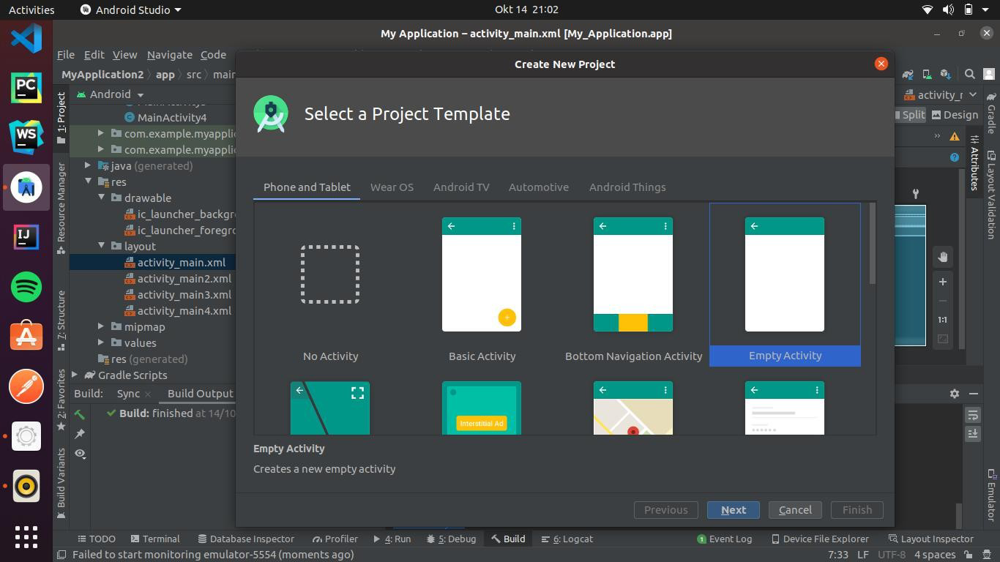 Activities
Android Studio
Okt 14 21:02
My Application – activity_main.xml [My_Application.app]
File Edit View Navigate Code
Create New Project
MyApplication2 app src main
Android
MainActivity4
com.example.myapplic
com.example.myapplic
java (generated)
res
drawable
ic_launcher_backgro
ic_launcher_foregro
layout
activity_main.xml
activity_main2.xml
activity_main3.xml
activity_main4.xml
mipmap
values
res (generated)
Gradle Scripts
1: Project
Resource Manager
7: Structure
2: Favorites
Build Variants
Build: Sync Build Output
Build: finished at 14/10
Select a Project Template
Phone and Tablet Wear OS Android TV Automotive Android Things
No Activity Basic Activity Bottom Navigation Activity Empty Activity
Interstitial Ad
Empty Activity
Creates a new empty activity
Previous Next Cancel Finish
Split Design
1:1
Gradle
Attributes
Layout Validation
Emulator
TODO Terminal Database Inspector Profiler 4: Run 5: Debug Build 6: Logcat 1 Event Log Device File Explorer Layout Inspector
Failed to start monitoring emulator-5554 (moments ago) 7:33 LF UTF-8 4 spaces
PC
WS
IJ